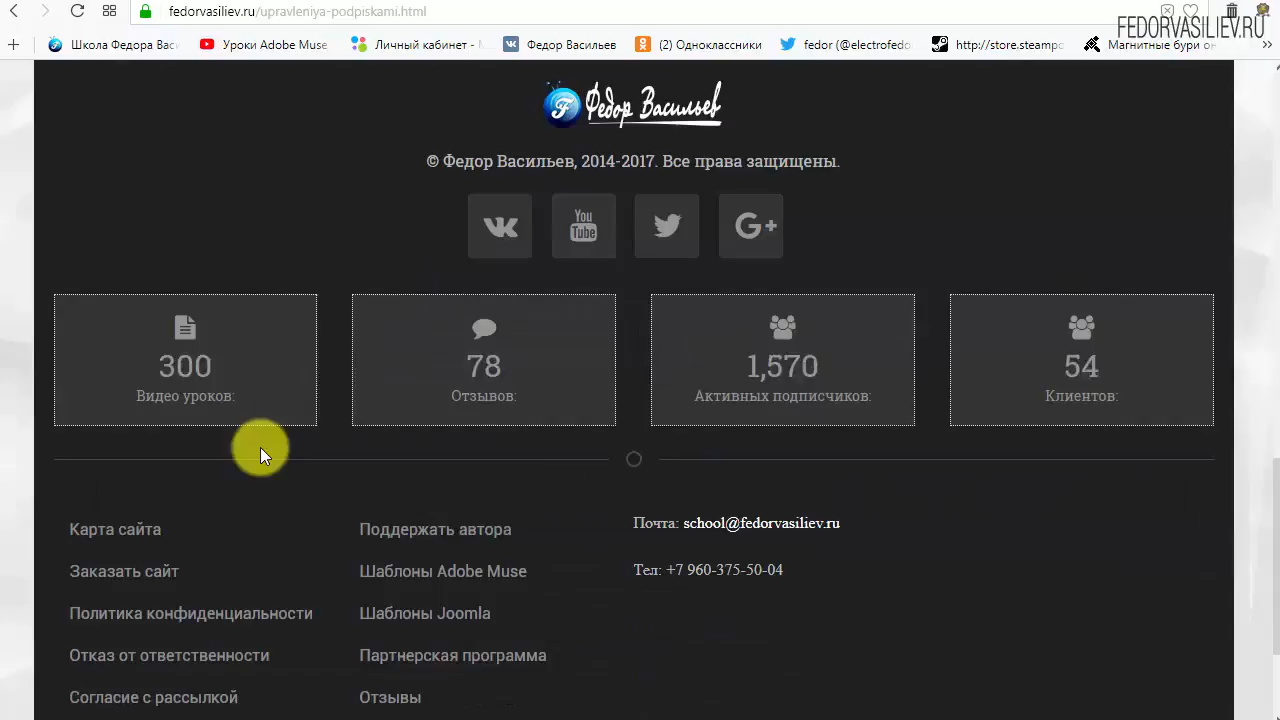 fedorvasiliev.ru/upravleniya-podpiskami.html
FEDORVASILIEV.RU
Школа Федора Вас
Уроки Adobe Muse
Личный кабинет -
Федор Васильев
(2) Одноклассники
fedor (@electrofedo
http://store.steampo
Магнитные бури он
Федор Васильев
© Федор Васильев, 2014-2017. Все права защищены.
You Tube G+
300
Видео уроков:
78
Отзывов:
1,570
Активных подписчиков:
54
Клиентов:
Карта сайта
Заказать сайт
Политика конфиденциальности
Отказ от ответственности
Согласие с рассылкой
Поддержать автора
Шаблоны Adobe Muse
Шаблоны Joomla
Партнерская программа
Отзывы
Почта: school@fedorvasiliev.ru
Тел: +7 960-375-50-04